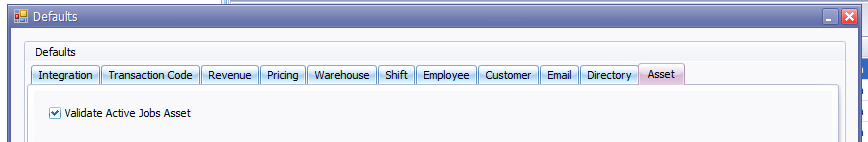 Defaults
Defaults
Integration Transaction Code Revenue Pricing Warehouse Shift Employee Customer Email Directory Asset
Validate Active Jobs Asset